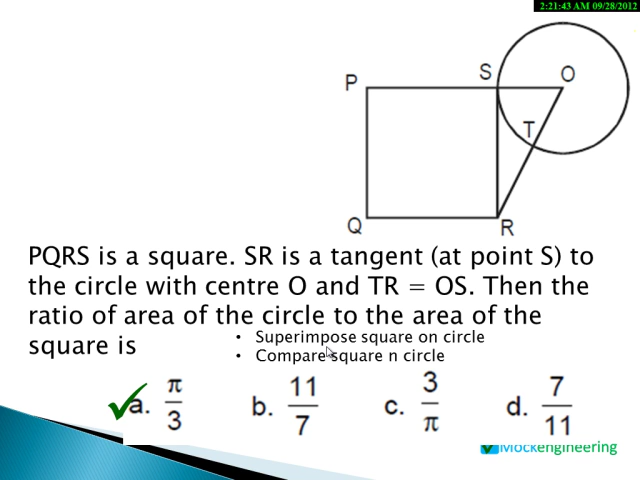 2:21:43 AM 09/28/2012
S O
P
T
Q R
PQRS is a square. SR is a tangent (at point S) to
the circle with centre O and TR = OS. Then the
ratio of area of the circle to the area of the
square is
• Superimpose square on circle
• Compare square n circle
a. π/3 b. 11/7 c. 3/π d. 7/11
Mockengineering